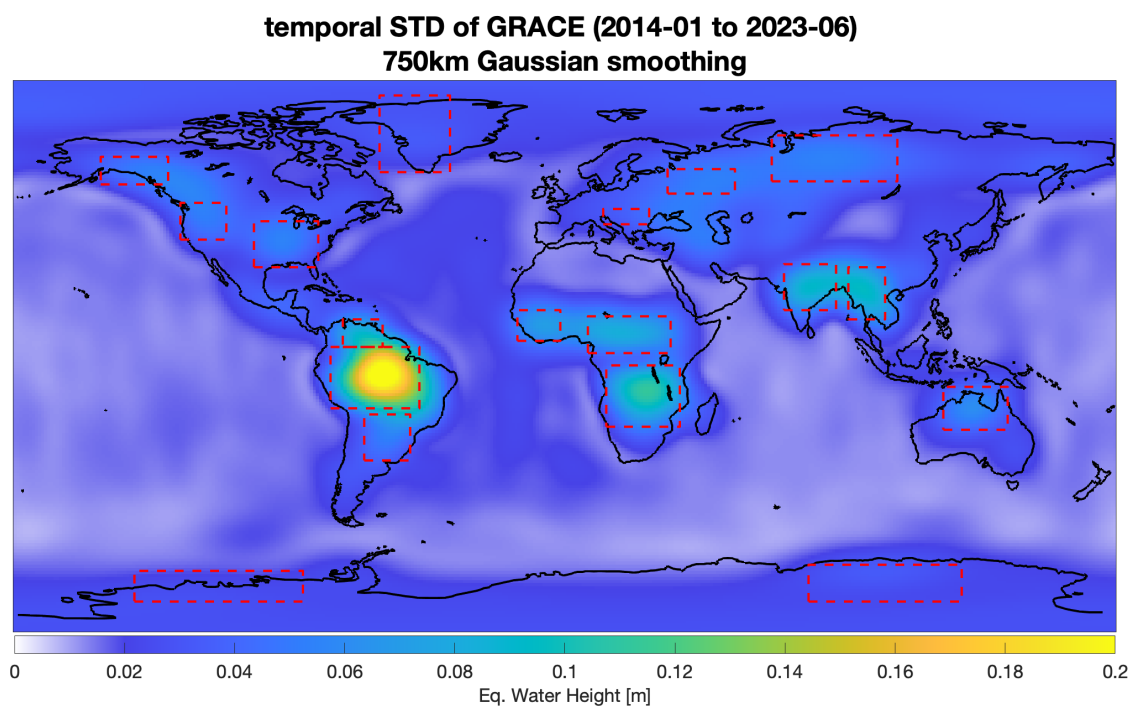 temporal STD of GRACE (2014-01 to 2023-06)
750km Gaussian smoothing
0 0.02 0.04 0.06 0.08 0.1 0.12 0.14 0.16 0.18 0.2
Eq. Water Height [m]